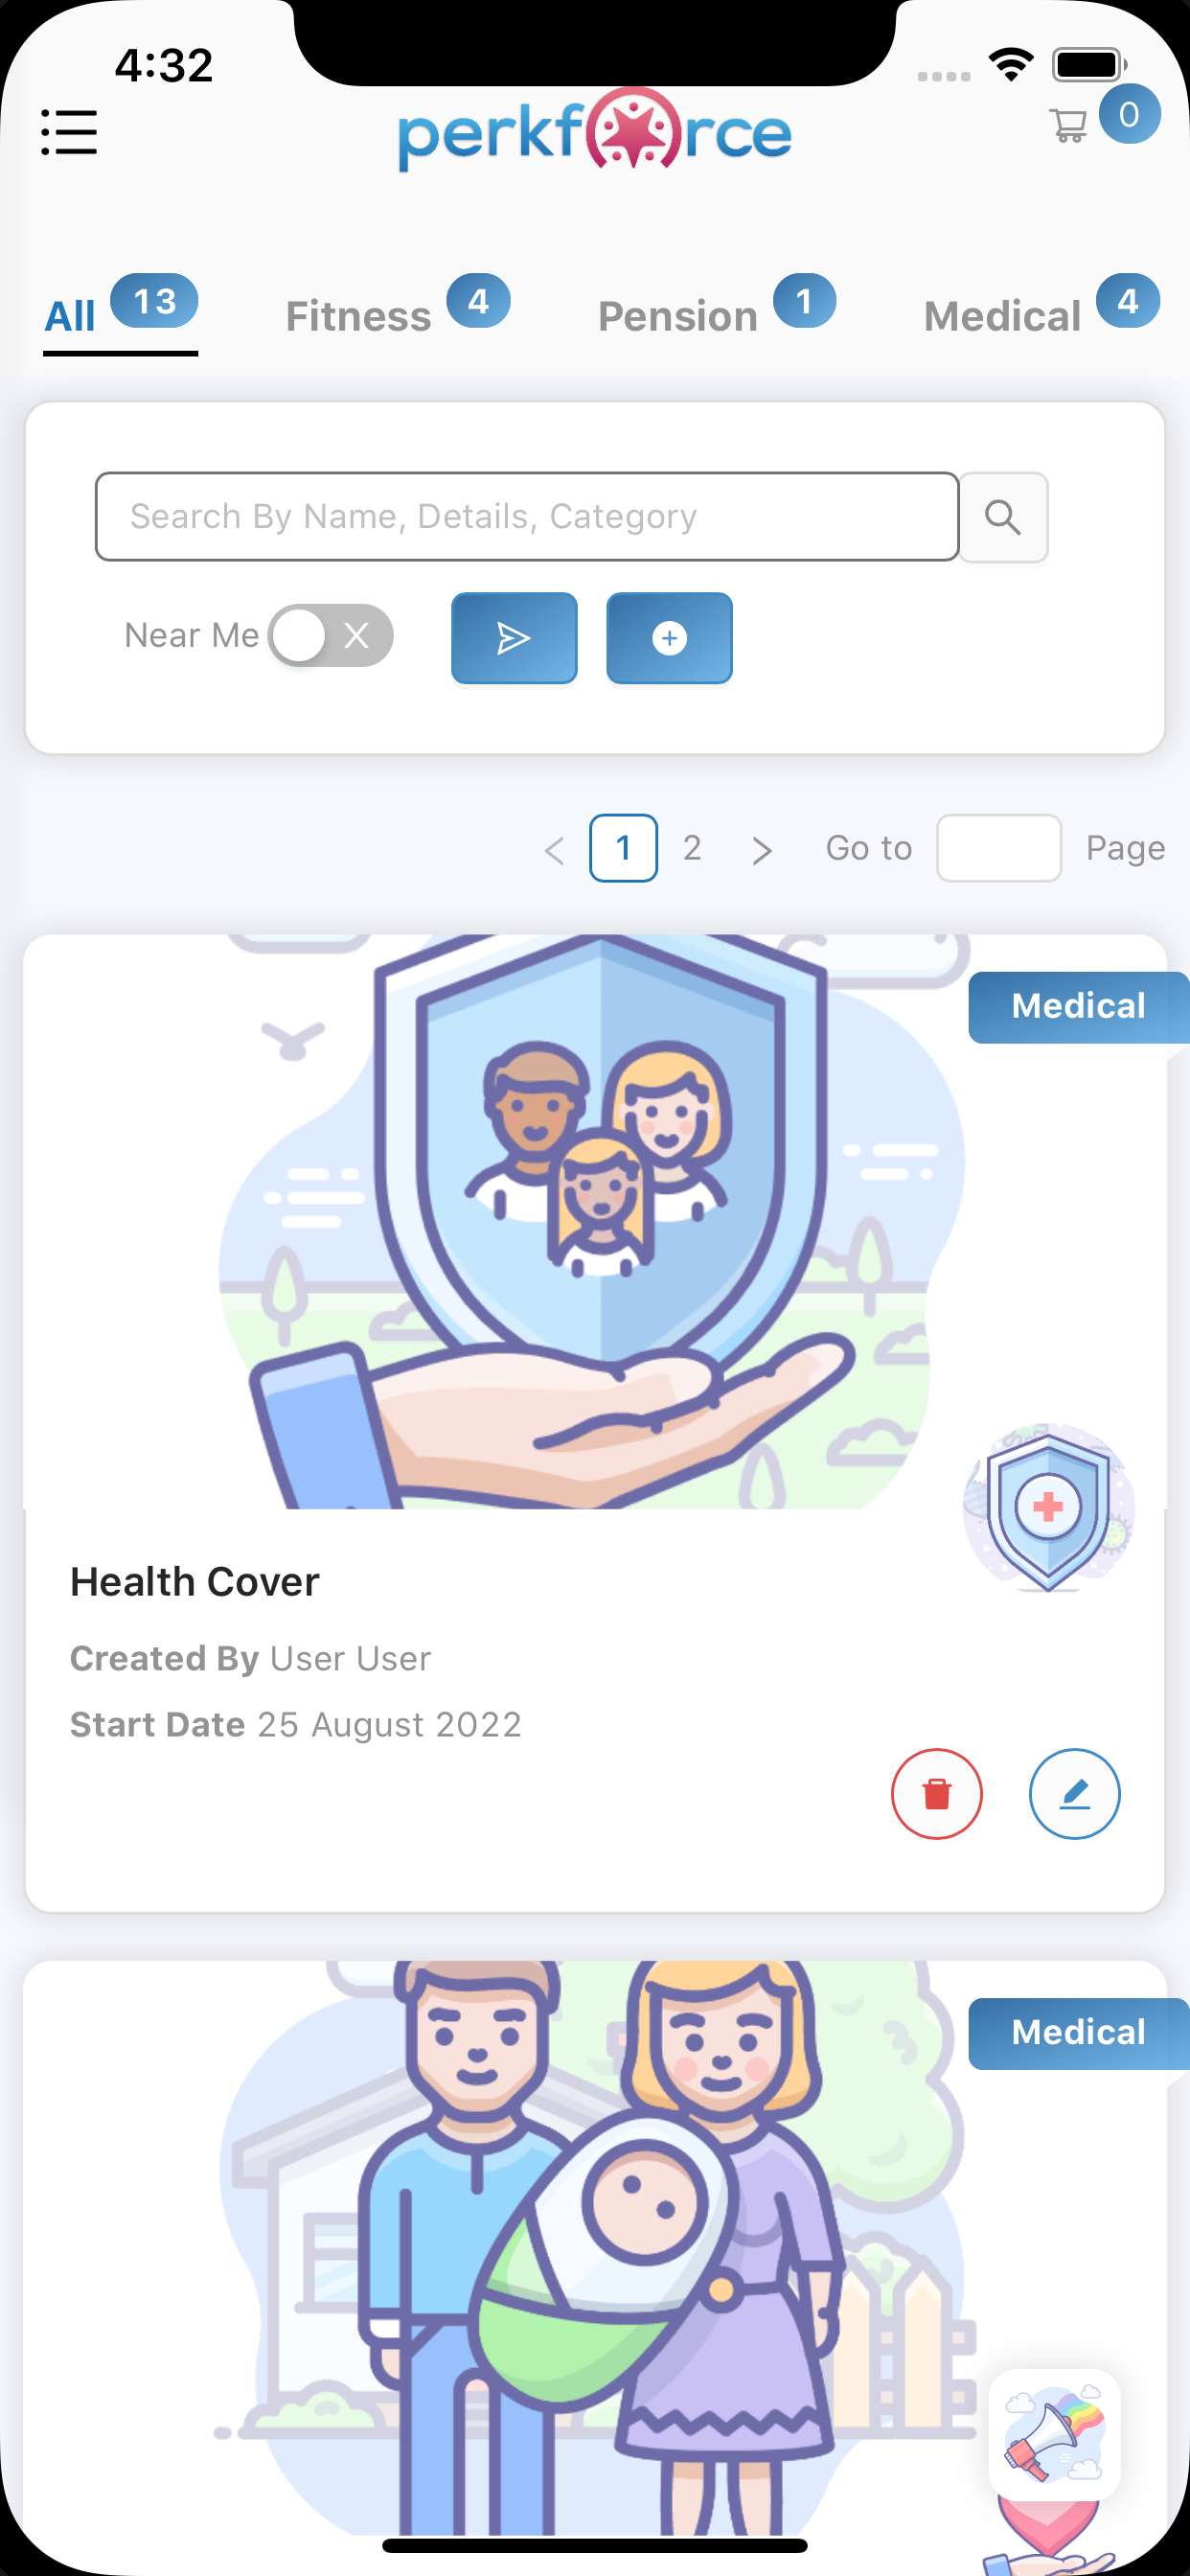 4:32
perkforce
0
All 13 Fitness 4 Pension 1 Medical 4
Search By Name, Details, Category
Near Me
1 2 Go to Page
Medical
Health Cover
Created By User User
Start Date 25 August 2022
Medical